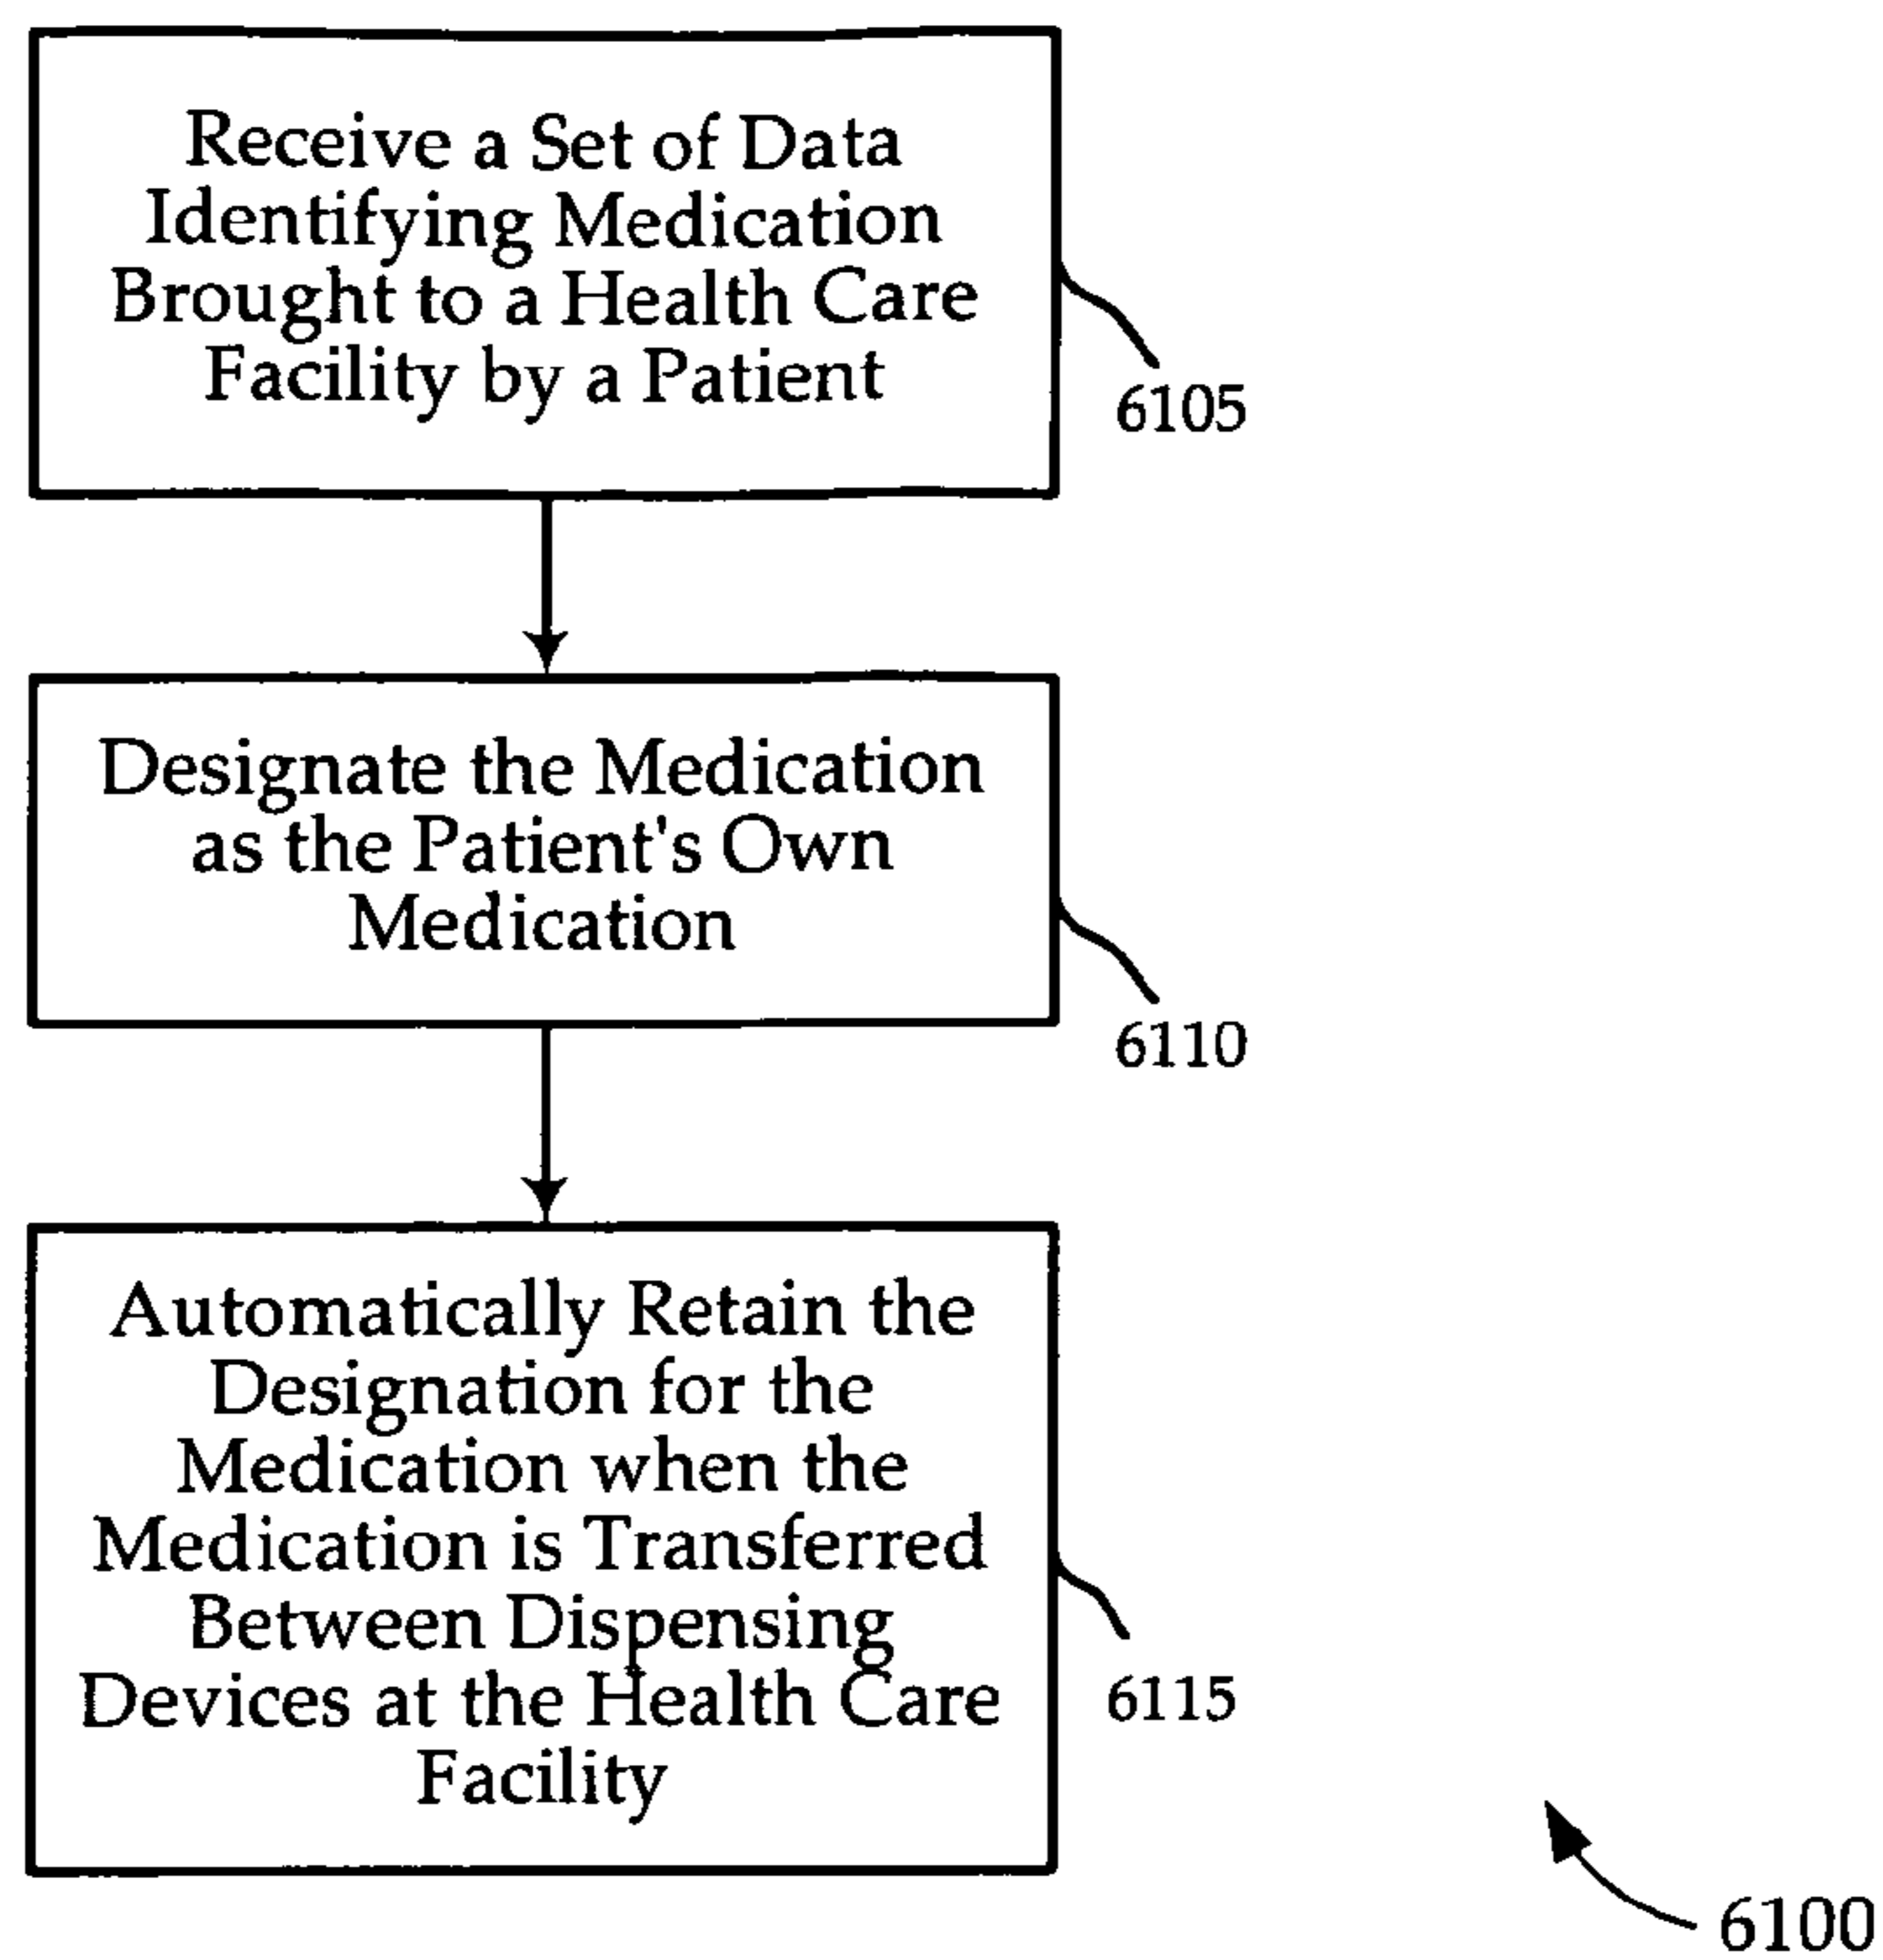 Receive a Set of Data
Identifying Medication
Brought to a Health Care
Facility by a Patient
6105
Designate the Medication
as the Patient's Own
Medication
6110
Automatically Retain the
Designation for the
Medication when the
Medication is Transferred
Between Dispensing
Devices at the Health Care
Facility
6115
6100